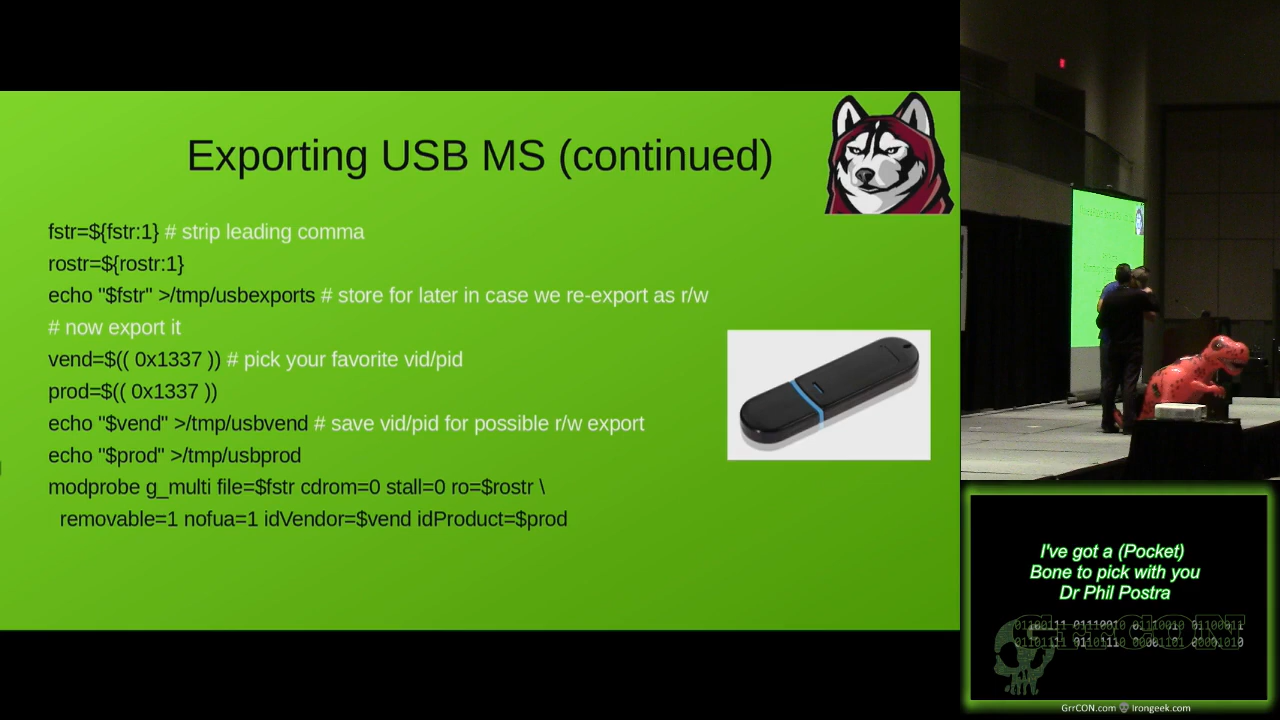 Exporting USB MS (continued)
fstr=${fstr:1} # strip leading comma
rostr=${rostr:1}
echo "$fstr" >/tmp/usbexports # store for later in case we re-export as r/w
# now export it
vend=$(( 0x1337 )) # pick your favorite vid/pid
prod=$(( 0x1337 ))
echo "$vend" >/tmp/usbvend # save vid/pid for possible r/w export
echo "$prod" >/tmp/usbprod
modprobe g_multi file=$fstr cdrom=0 stall=0 ro=$rostr \
removable=1 nofua=1 idVendor=$vend idProduct=$prod
I've got a (Pocket)
Bone to pick with you
Dr Phil Postra
GrrCON
GrrCON.com Irongeek.com